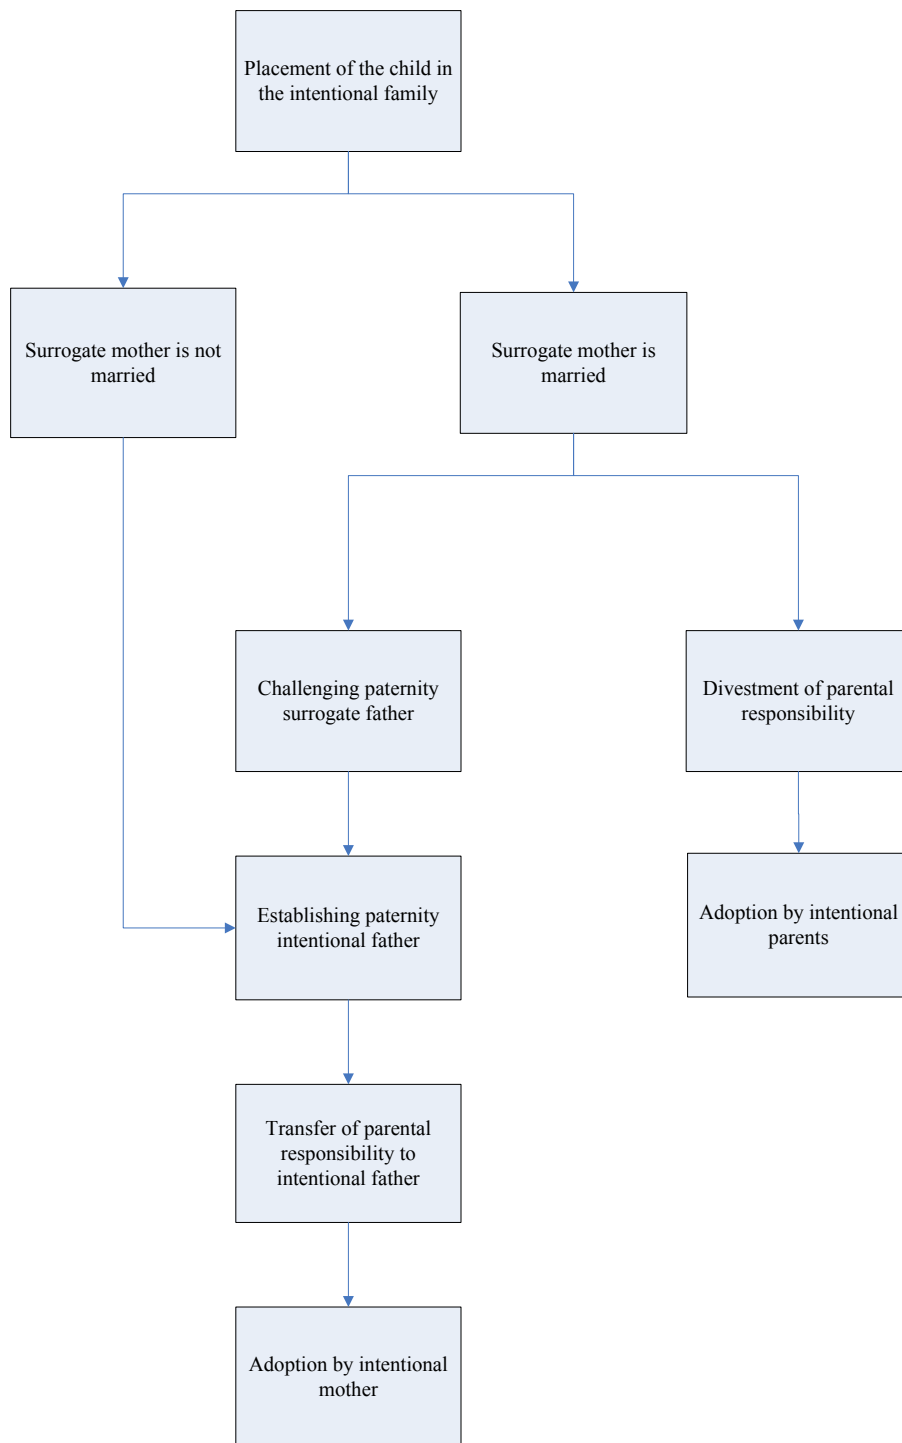 Placement of the child in
the intentional family
Surrogate mother is not
married
Surrogate mother is
married
Challenging paternity
surrogate father
Divestment of parental
responsibility
Establishing paternity
intentional father
Adoption by intentional
parents
Transfer of parental
responsibility to
intentional father
Adoption by intentional
mother